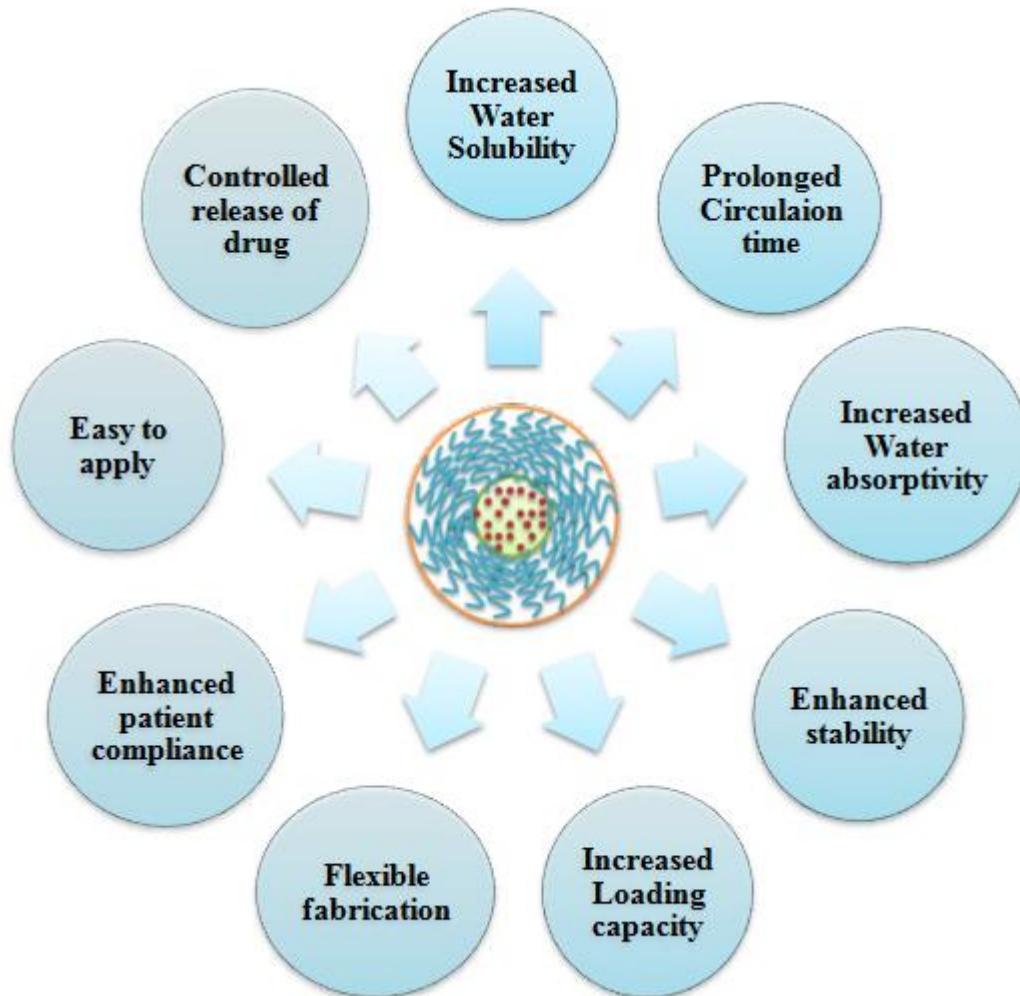 Increased
Water
Solubility
Prolonged
Circulaion
time
Increased
Water
absorptivity
Enhanced
stability
Increased
Loading
capacity
Flexible
fabrication
Enhanced
patient
compliance
Easy to
apply
Controlled
release of
drug